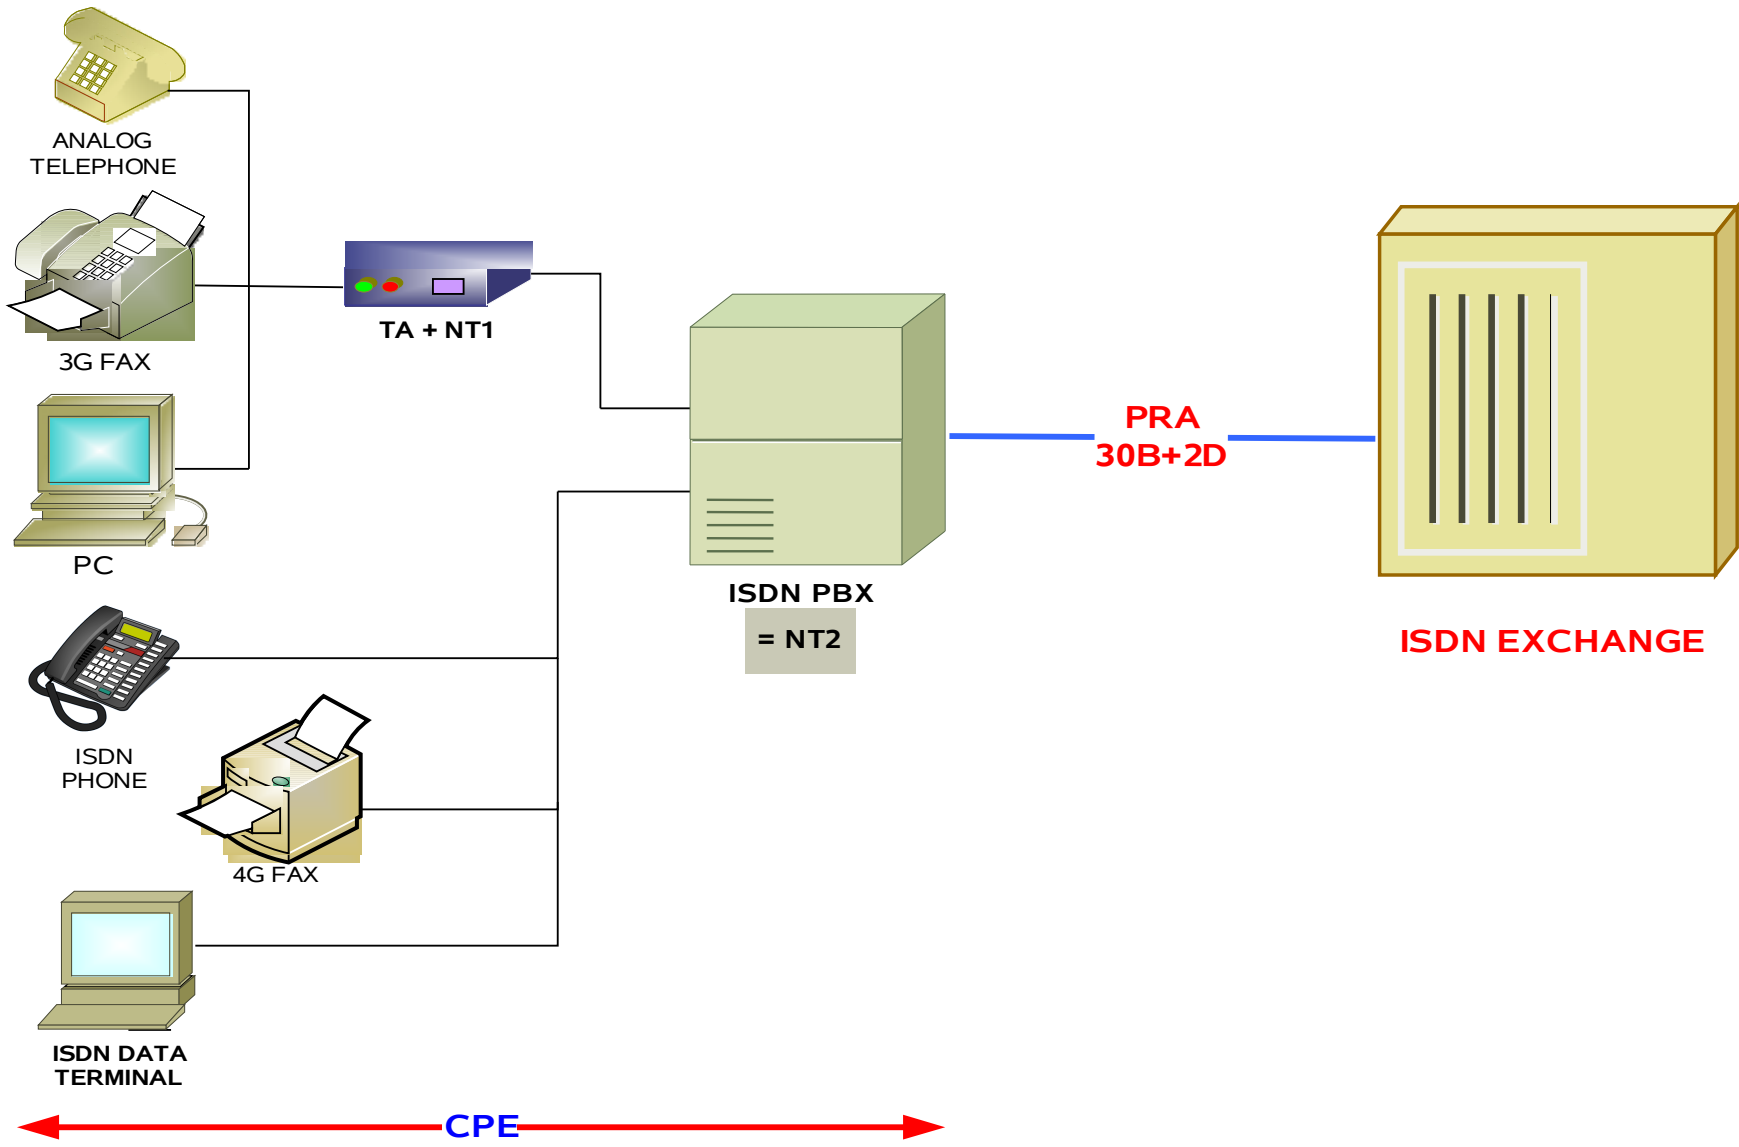 ANALOG
TELEPHONE
3G FAX
TA + NT1
PC
PRA
30B+2D
ISDN PBX
= NT2
ISDN EXCHANGE
ISDN
PHONE
4G FAX
ISDN DATA
TERMINAL
CPE